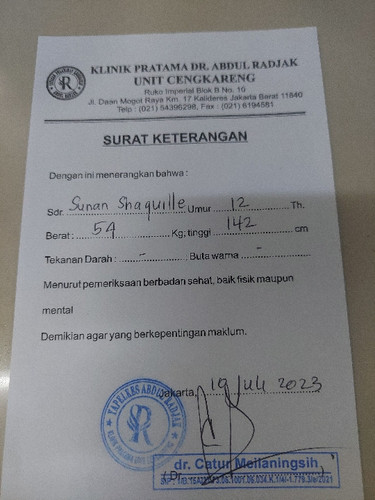 KLINIK PRATAMA DR. ABDUL RADJAK
UNIT CENGKARENG
Ruko Imperial Blok B No. 10
Jl. Daan Mogot Raya Km. 17 Kalideres Jakarta Barat 11840
Telp : (021) 54396298, Fax : (021) 6194581
SURAT KETERANGAN
Dengan ini menerangkan bahwa :
Sdr. Sunan Shaquille Umur 12 Th.
Berat : 54 Kg; tinggi 142 cm
Tekanan Darah : - Buta warna -
Menurut pemeriksaan berbadan sehat, baik fisik maupun
mental
Demikian agar yang berkepentingan maklum.
Jakarta, 19 Juli 2023
dr. Catur Meilaningsih
( Dr.